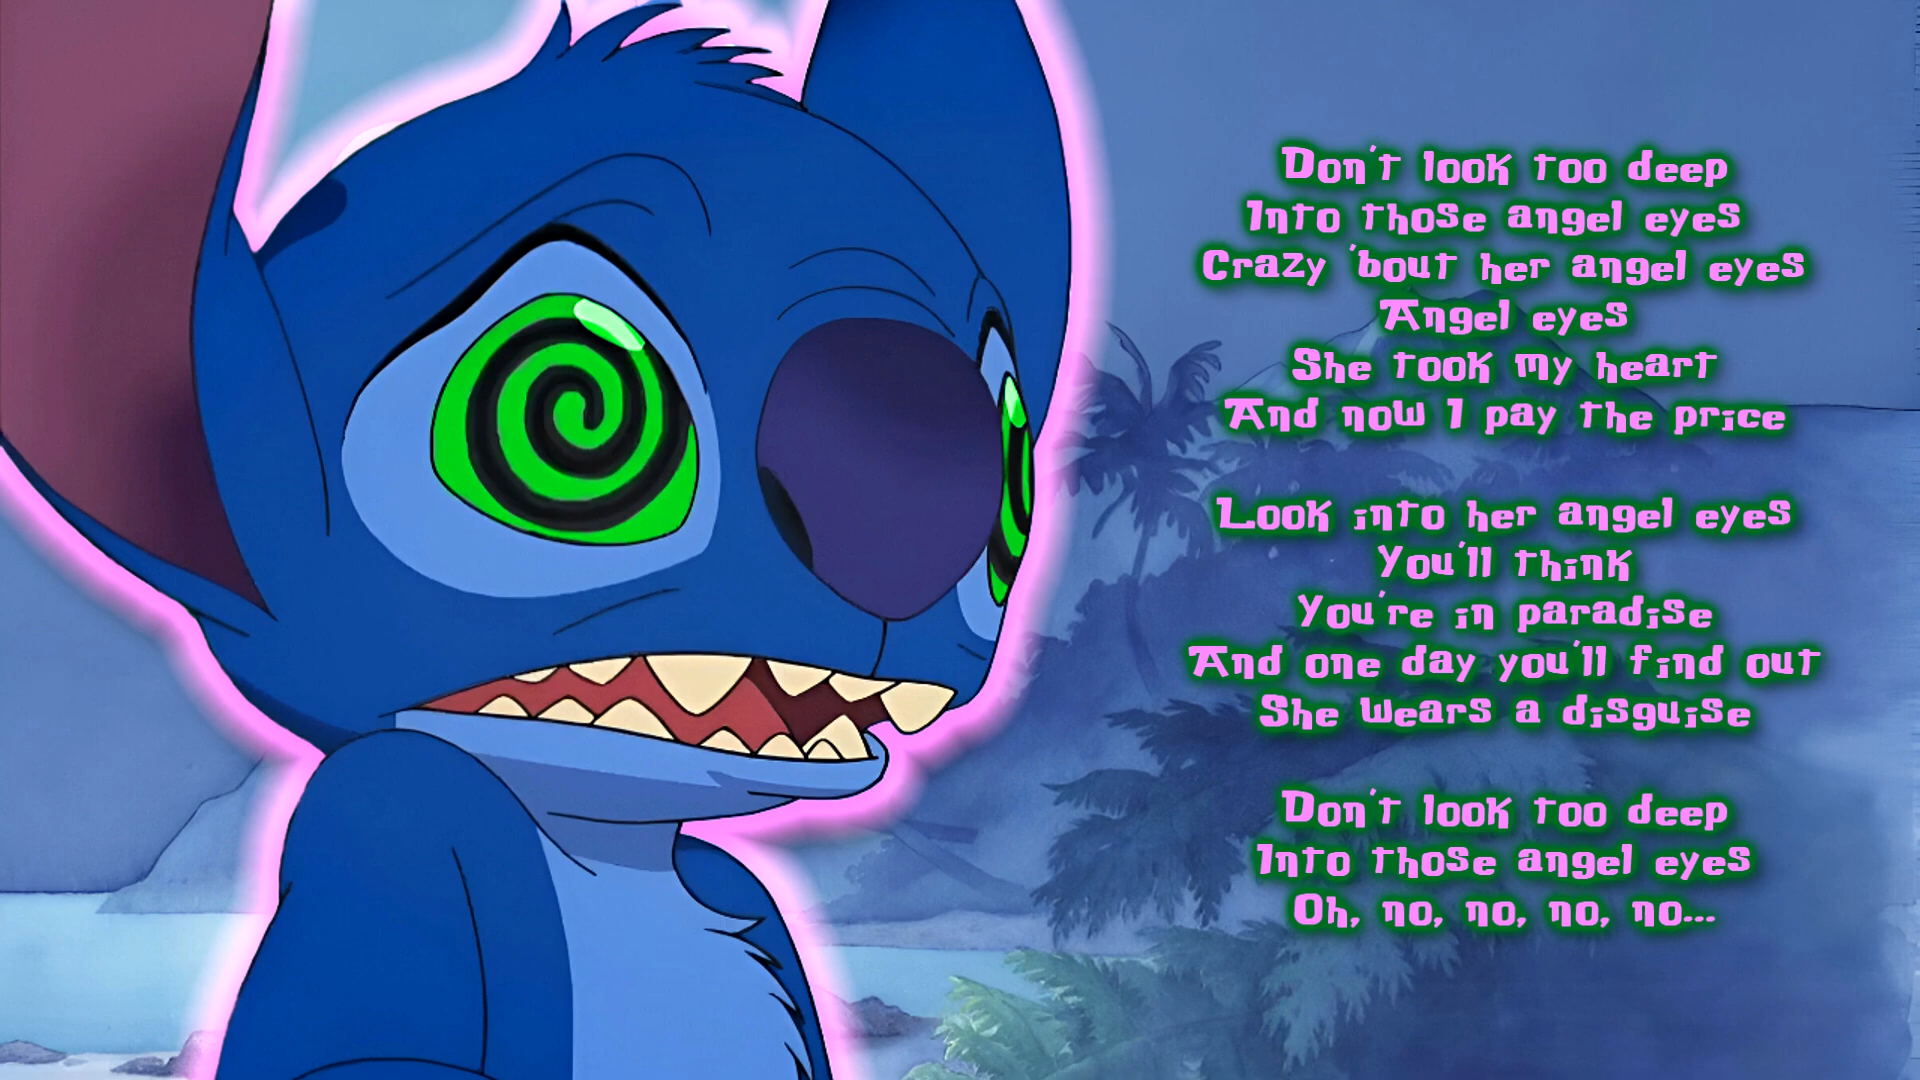 Don't look too deep
Into those angel eyes
Crazy 'bout her angel eyes
Angel eyes
She took my heart
And now I pay the price
Look into her angel eyes
You'll think
You're in paradise
And one day you'll find out
She wears a disguise
Don't look too deep
Into those angel eyes
Oh, no, no, no, no...